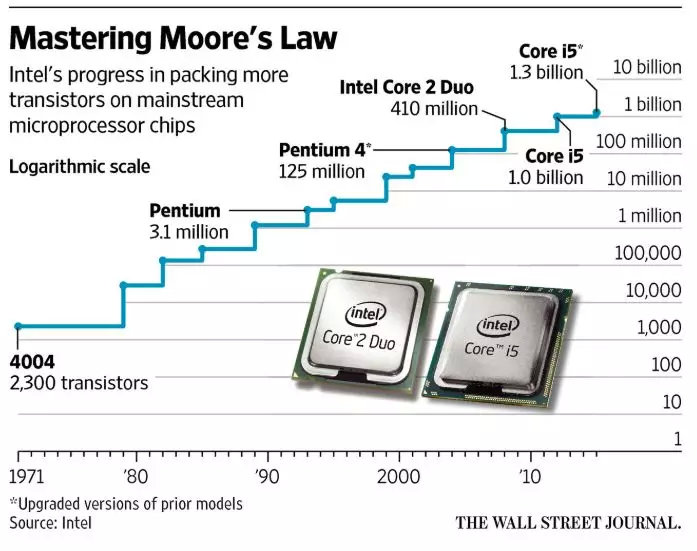 Mastering Moore's Law
Intel's progress in packing more
transistors on mainstream
microprocessor chips
Logarithmic scale
Core i5*
1.3 billion
Intel Core 2 Duo
410 million
Pentium 4*
125 million
Core i5
1.0 billion
Pentium
3.1 million
4004
2,300 transistors
10 billion
1 billion
100 million
10 million
1 million
100,000
10,000
1,000
100
10
1
intel
Core™2 Duo
intel
Core™ i5
1971 '80 '90 2000 '10
*Upgraded versions of prior models
Source: Intel
THE WALL STREET JOURNAL.